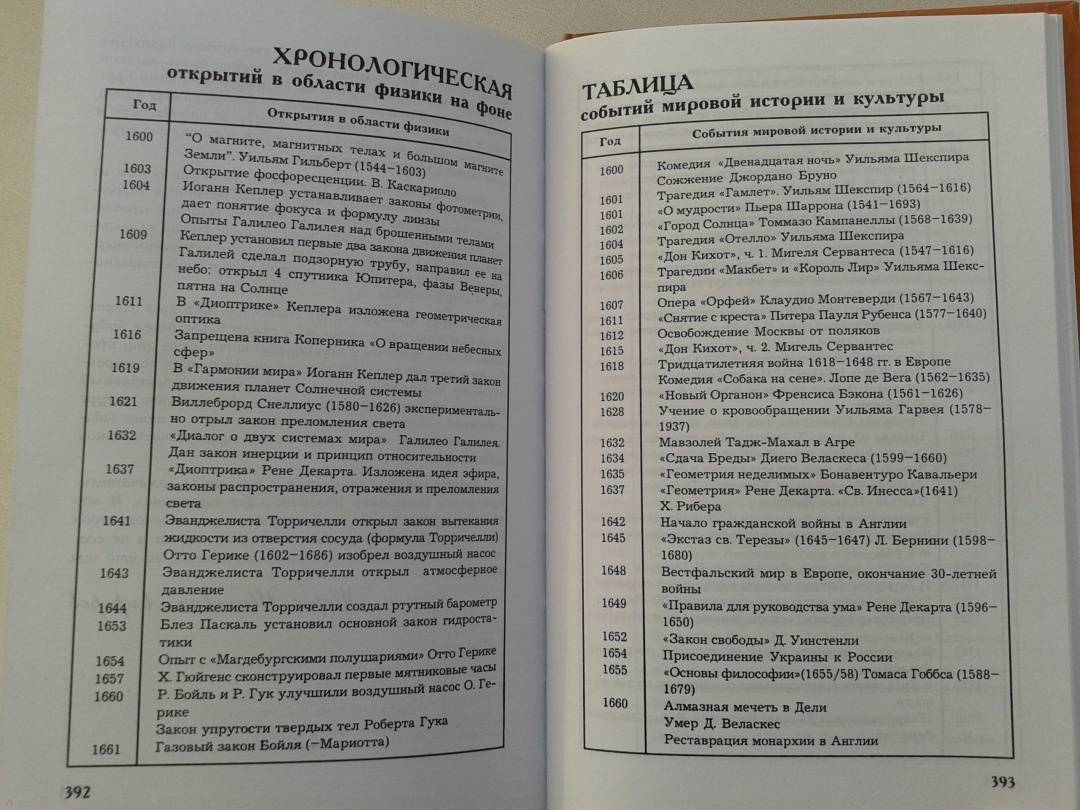 ХРОНОЛОГИЧЕСКАЯ
открытий в области физики на фоне
Год Открытия в области физики
1600 "О магните, магнитных телах и большом магните
Земли". Уильям Гильберт (1544−1603)
1603 Открытие фосфоресценции. В. Каскариоло
1604 Иоганн Кеплер устанавливает законы фотометрии,
дает понятие фокуса и формулу линзы
Опыты Галилео Галилея над брошенными телами
1609 Кеплер установил первые два закона движения планет
Галилей сделал подзорную трубу, направил ее на
небо: открыл 4 спутника Юпитера, фазы Венеры,
пятна на Солнце
1611 В «Диоптрике» Кеплера изложена геометрическая
оптика
1616 Запрещена книга Коперника «О вращении небесных
сфер»
1619 В «Гармонии мира» Иоганн Кеплер дал третий закон
движения планет Солнечной системы
1621 Виллеброрд Снеллиус (1580−1626) эксперименталь-
но отрыл закон преломления света
1632 «Диалог о двух системах мира» Галилео Галилея.
Дан закон инерции и принцип относительности
1637 «Диоптрика» Рене Декарта. Изложена идея эфира,
законы распространения, отражения и преломления
света
1641 Эванджелиста Торричелли открыл закон вытекания
жидкости из отверстия сосуда (формула Торричелли)
Отто Герике (1602−1686) изобрел воздушный насос
1643 Эванджелиста Торричелли открыл атмосферное
давление
1644 Эванджелиста Торричелли создал ртутный барометр
1653 Блез Паскаль установил основной закон гидроста-
тики
1654 Опыт с «Магдебургскими полушариями» Отто Герике
1657 Х. Гюйгенс сконструировал первые мятниковые часы
1660 Р. Бойль и Р. Гук улучшили воздушный насос О. Ге-
рике
Закон упругости твердых тел Роберта Гука
1661 Газовый закон Бойля (−Мариотта)
392
ТАБЛИЦА
событий мировой истории и культуры
Год События мировой истории и культуры
1600 Комедия «Двенадцатая ночь» Уильяма Шекспира
Сожжение Джордано Бруно
1601 Трагедия «Гамлет». Уильям Шекспир (1564−1616)
1601 «О мудрости» Пьера Шаррона (1541−1693)
1602 «Город Солнца» Томмазо Кампанеллы (1568−1639)
1604 Трагедия «Отелло» Уильяма Шекспира
1605 «Дон Кихот», ч. 1. Мигеля Сервантеса (1547−1616)
1606 Трагедии «Макбет» и «Король Лир» Уильяма Шекс-
пира
1607 Опера «Орфей» Клаудио Монтеверди (1567−1643)
1611 «Снятие с креста» Питера Пауля Рубенса (1577−1640)
1612 Освобождение Москвы от поляков
1615 «Дон Кихот», ч. 2. Мигель Сервантес
1618 Тридцатилетняя война 1618−1648 гг. в Европе
Комедия «Собака на сене». Лопе де Вега (1562−1635)
1620 «Новый Органон» Френсиса Бэкона (1561−1626)
1628 Учение о кровообращении Уильяма Гарвея (1578−
1937)
1632 Мавзолей Тадж-Махал в Агре
1634 «Сдача Бреды» Диего Веласкеса (1599−1660)
1635 «Геометрия неделимых» Бонавентуро Кавальери
1637 «Геометрия» Рене Декарта. «Св. Инесса»(1641)
Х. Рибера
1642 Начало гражданской войны в Англии
1645 «Экстаз св. Терезы» (1645−1647) Л. Бернини (1598−
1680)
1648 Вестфальский мир в Европе, окончание 30-летней
войны
1649 «Правила для руководства ума» Рене Декарта (1596−
1650)
1652 «Закон свободы» Д. Уинстенли
1654 Присоединение Украины к России
1655 «Основы философии»(1655/58) Томаса Гоббса (1588−
1679)
1660 Алмазная мечеть в Дели
Умер Д. Веласкес
Реставрация монархии в Англии
393